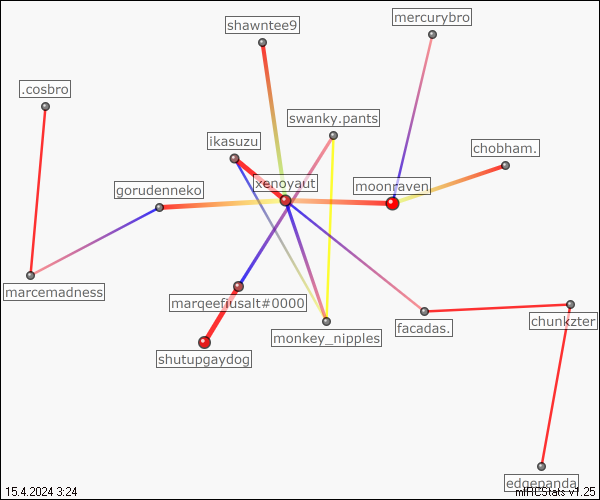 mercurybro
shawntee9
.cosbro
swanky.pants
ikasuzu
chobham.
xenoyaut
moonraven
gorudenneko
marcemadness
marqeefiusalt#0000
chunkzter
facadas.
monkey_nipples
shutupgaydog
edgepanda
15.4.2024 3:24
mIRCStats v1.25